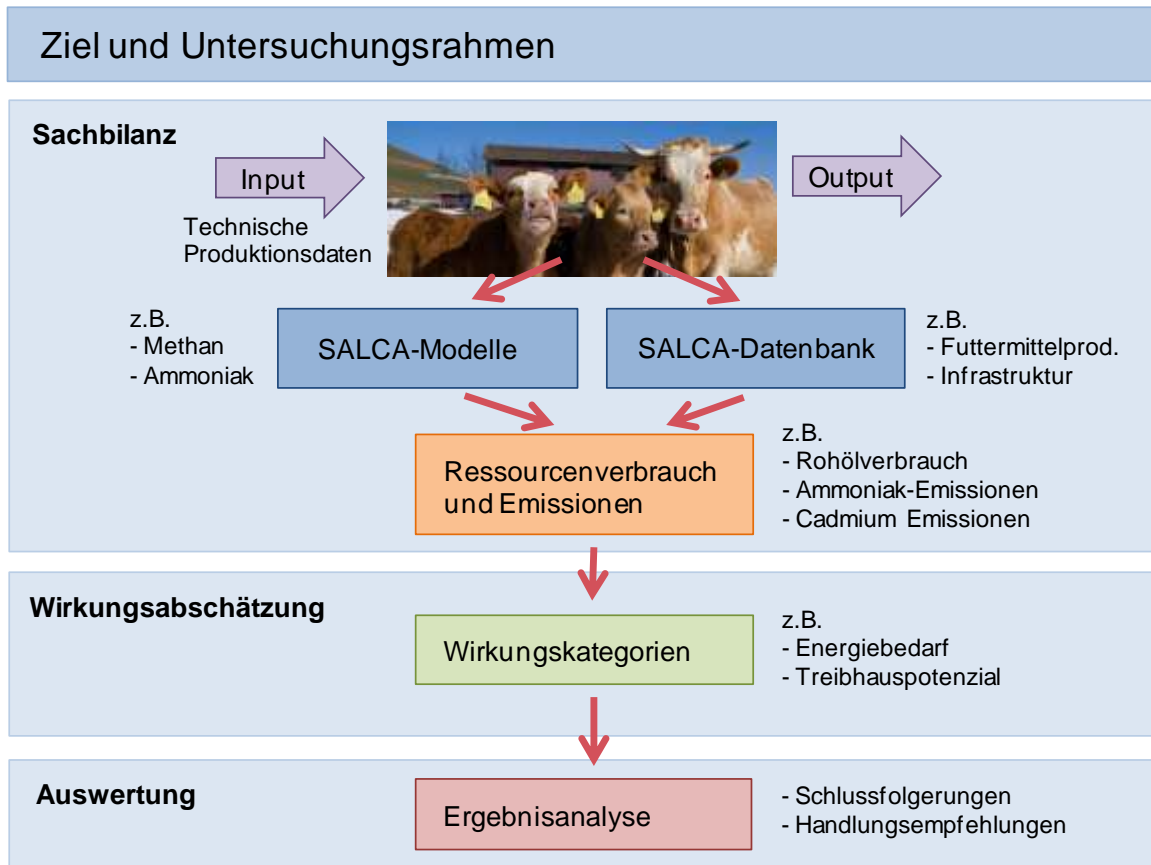 Ziel und Untersuchungsrahmen
Sachbilanz
Input
Output
Technische
Produktionsdaten
z.B.
- Methan
- Ammoniak
SALCA-Modelle
SALCA-Datenbank
z.B.
- Futtermittelprod.
- Infrastruktur
Ressourcenverbrauch
und Emissionen
z.B.
- Rohölverbrauch
- Ammoniak-Emissionen
- Cadmium Emissionen
Wirkungsabschätzung
Wirkungskategorien
z.B.
- Energiebedarf
- Treibhauspotenzial
Auswertung
Ergebnisanalyse
- Schlussfolgerungen
- Handlungsempfehlungen